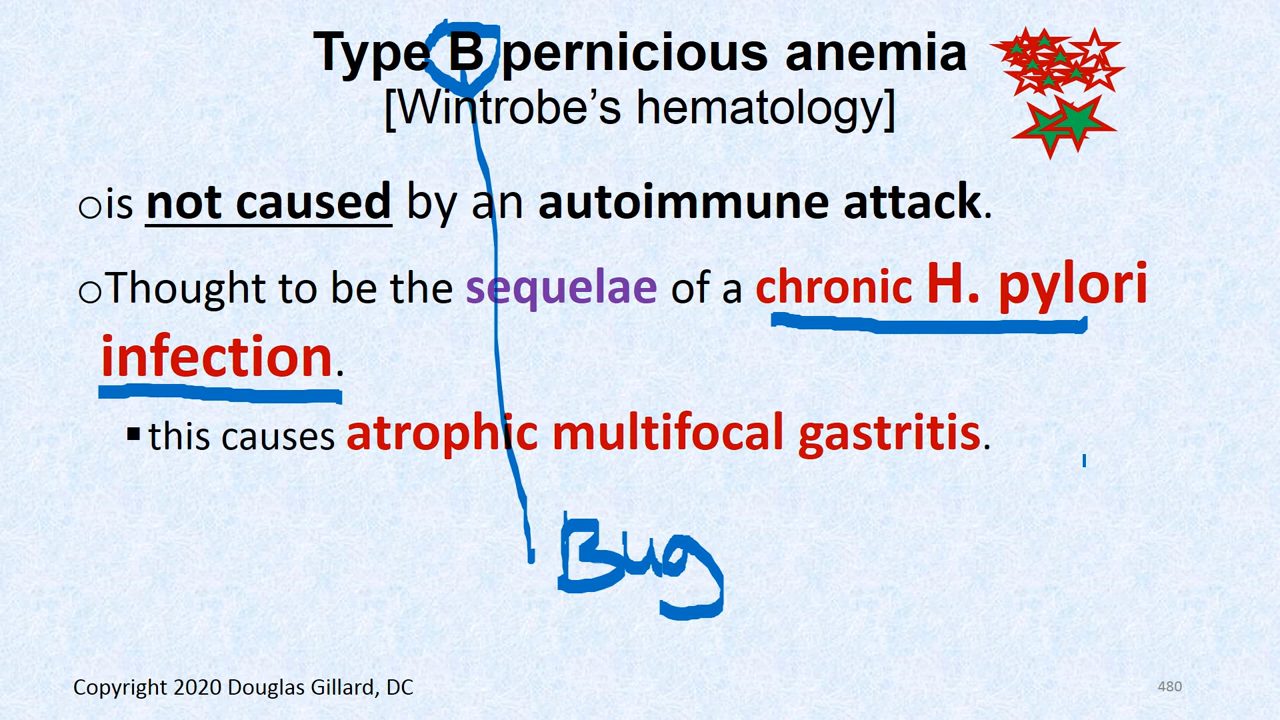 Type B pernicious anemia
[Wintrobe's hematology]
○is not caused by an autoimmune attack.
○Thought to be the sequelae of a chronic H. pylori
infection.
▪this causes atrophic multifocal gastritis.
Bug
Copyright 2020 Douglas Gillard, DC
480